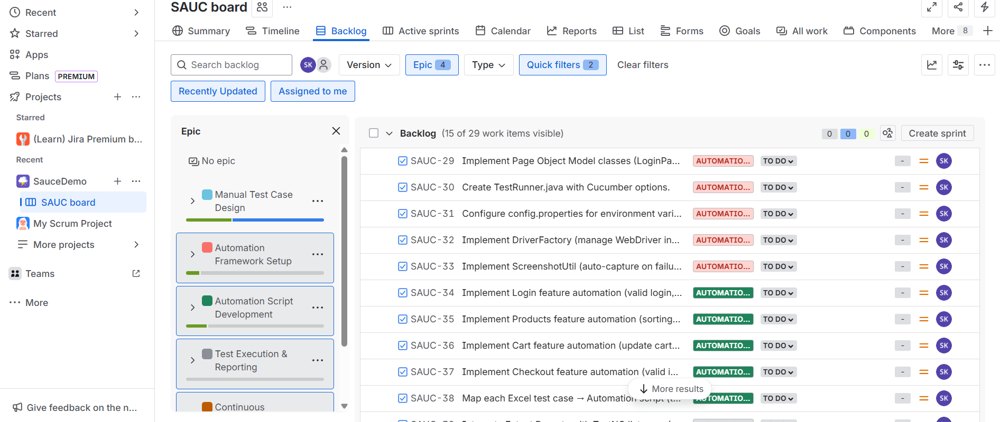 Recent
Starred
Apps
Plans PREMIUM
Projects
Starred
(Learn) Jira Premium b...
Recent
SauceDemo
SAUC board
My Scrum Project
More projects
Teams
More
Give feedback on the n...
SAUC board
Summary Timeline Backlog Active sprints Calendar Reports List Forms Goals All work Components More 8
Search backlog SK Version Epic 4 Type Quick filters 2 Clear filters
Recently Updated Assigned to me
Epic
No epic
Manual Test Case
Design
Automation
Framework Setup
Automation Script
Development
Test Execution &
Reporting
Continuous
Backlog (15 of 29 work items visible) 0 0 0 Create sprint
SAUC-29 Implement Page Object Model classes (LoginPa... AUTOMATIO... TO DO - SK
SAUC-30 Create TestRunner.java with Cucumber options. AUTOMATIO... TO DO - SK
SAUC-31 Configure config.properties for environment vari... AUTOMATIO... TO DO - SK
SAUC-32 Implement DriverFactory (manage WebDriver in... AUTOMATIO... TO DO - SK
SAUC-33 Implement ScreenshotUtil (auto-capture on failu... AUTOMATIO... TO DO - SK
SAUC-34 Implement Login feature automation (valid login,... AUTOMATIO... TO DO - SK
SAUC-35 Implement Products feature automation (sorting... AUTOMATIO... TO DO - SK
SAUC-36 Implement Cart feature automation (update cart... AUTOMATIO... TO DO - SK
SAUC-37 Implement Checkout feature automation (valid i... AUTOMATIO... TO DO - SK
More results
SAUC-38 Map each Excel test case → Automation script AUTOMATIO... TO DO - SK